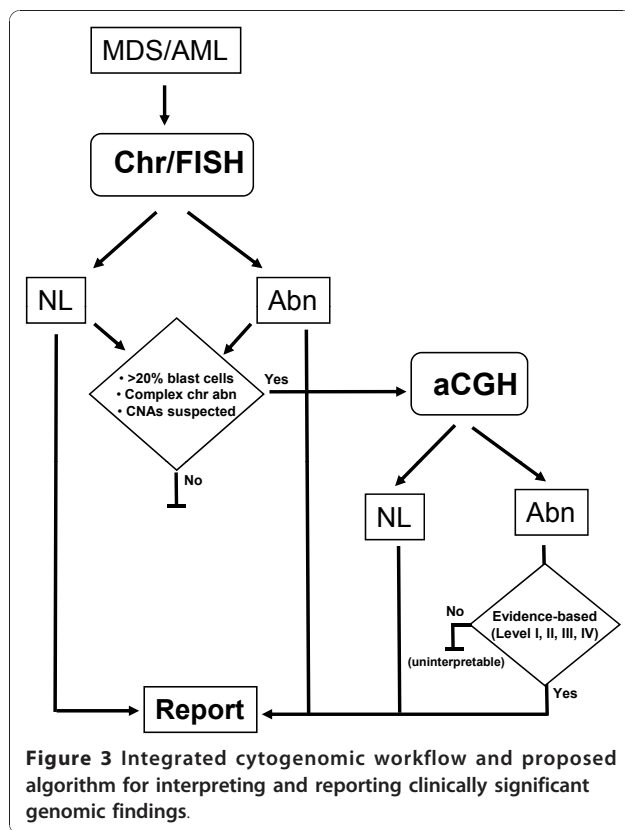 MDS/AML
Chr/FISH
NL
Abn
• >20% blast cells
• Complex chr abn
• CNAs suspected
Yes
aCGH
No
NL
Abn
No
Evidence-based
(Level I, II, III, IV)
(uninterpretable)
Yes
Report
Figure 3 Integrated cytogenomic workflow and proposed
algorithm for interpreting and reporting clinically significant
genomic findings.